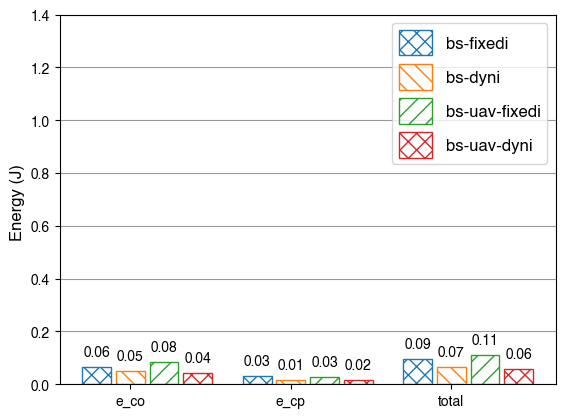 Energy (J)
1.4
1.2
1.0
0.8
0.6
0.4
0.2
0.0
bs-fixedi
bs-dyni
bs-uav-fixedi
bs-uav-dyni
0.06 0.05 0.08 0.04
0.03 0.01 0.03 0.02
0.09 0.07 0.11 0.06
e_co e_cp total